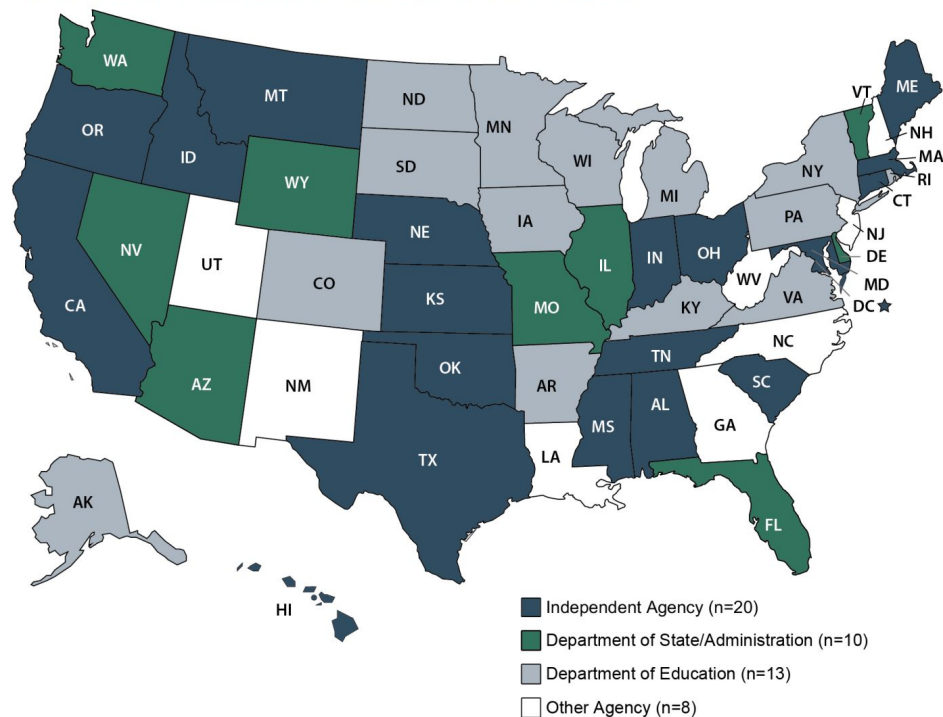 WA
MT
ND
MN
ME
VT
OR
ID
SD
WI
MI
NY
NH
MA
RI
CT
WY
IA
PA
NJ
DE
MD
DC★
NV
UT
CO
NE
IL
IN
OH
WV
VA
CA
KS
MO
KY
NC
AZ
NM
OK
AR
TN
SC
TX
LA
MS
AL
GA
FL
AK
HI
Independent Agency (n=20)
Department of State/Administration (n=10)
Department of Education (n=13)
Other Agency (n=8)